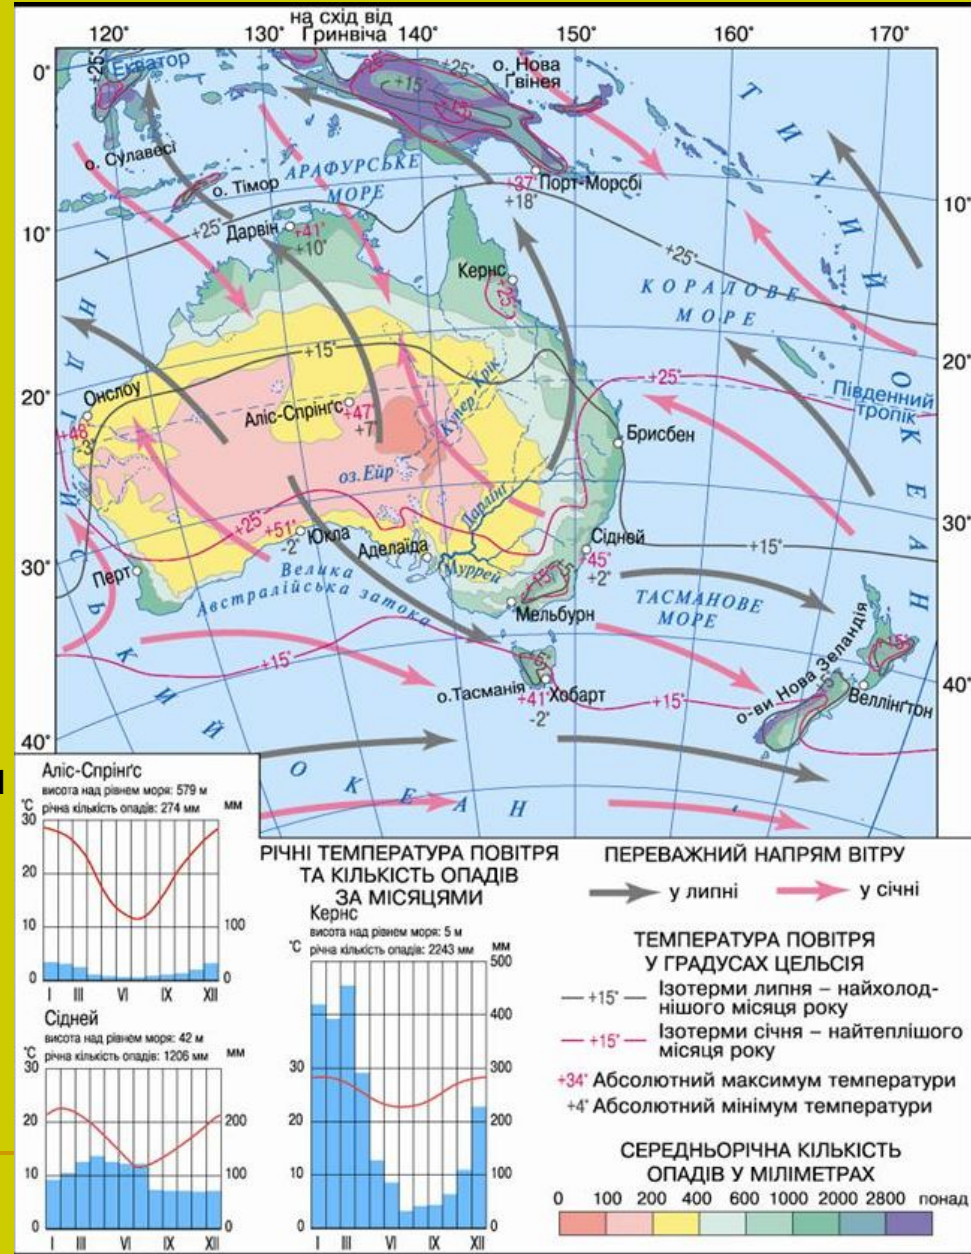 на схід від
Гринвіча
120° 130° 140° 150° 160° 170°
0°
10°
20°
30°
40°
10°
20°
30°
40°
Екватор
+25°
+15°
+25°
о. Нова
Ґвінея
о. Сулавесі
о. Тімор
АРАФУРСЬКЕ
МОРЕ
+37° Порт-Морсбі
+18°
ТИХИЙ ОКЕАН
+25°
Дарвін +41°
+10°
+25°
Кернс
+25°
КОРАЛОВЕ
МОРЕ
ІНДІЙСЬКИЙ ОКЕАН
+15°
+25°
Південний
тропік
Онслоу
+48°
-3°
Аліс-Спрінґс +47°
+7°
Купер-Крік
Брисбен
оз.Ейр
Дарлінг
+25°
+51° Юкла
-2°
Аделаїда
Муррей
Сідней
+45°
+2°
+15°
+15°
Перт
Велика
Австралійська затока
Мельбурн
ТАСМАНОВЕ
МОРЕ
+15°
о.Тасманія
Хобарт
+41°
-2°
+15°
о-ви Нова Зеландія
Веллінґтон
Аліс-Спрінґс
висота над рівнем моря: 579 м
річна кількість опадів: 274 мм
°C мм
30
20
10 100
0 0
I III VI IX XII
Сідней
висота над рівнем моря: 42 м
річна кількість опадів: 1206 мм
°C мм
30
20 200
10 100
0 0
I III VI IX XII
РІЧНІ ТЕМПЕРАТУРА ПОВІТРЯ
ТА КІЛЬКІСТЬ ОПАДІВ
ЗА МІСЯЦЯМИ
Кернс
висота над рівнем моря: 5 м
річна кількість опадів: 2243 мм
°C мм
500
400
30 300
20 200
10 100
0 0
I III VI IX XII
ПЕРЕВАЖНИЙ НАПРЯМ ВІТРУ
у липні у січні
ТЕМПЕРАТУРА ПОВІТРЯ
У ГРАДУСАХ ЦЕЛЬСІЯ
+15° Ізотерми липня – найхолод-
нішого місяця року
+15° Ізотерми січня – найтеплішого
місяця року
+34° Абсолютний максимум температури
+4° Абсолютний мінімум температури
СЕРЕДНЬОРІЧНА КІЛЬКІСТЬ
ОПАДІВ У МІЛІМЕТРАХ
0 100 200 400 600 1000 2000 2800 понад